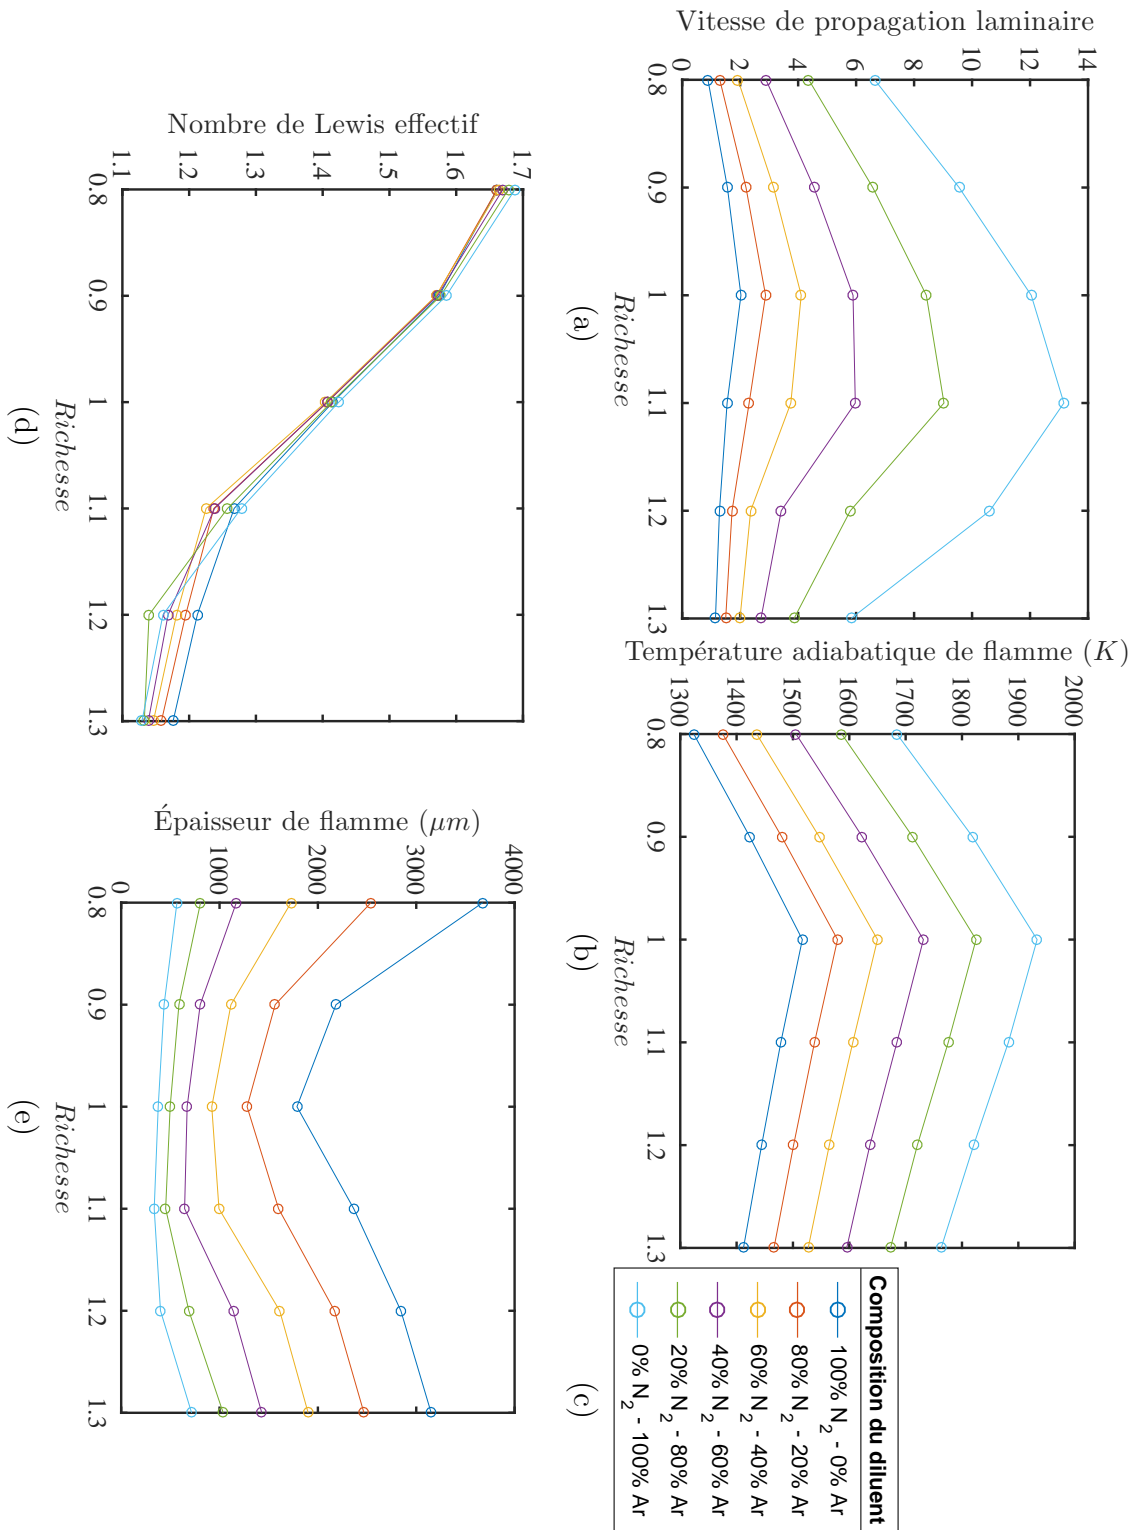 Vitesse de propagation laminaire
0 2 4 6 8 10 12 14
0.8 0.9 1 1.1 1.2 1.3
Richesse
(a)
Température adiabatique de flamme (K)
1300 1400 1500 1600 1700 1800 1900 2000
0.8 0.9 1 1.1 1.2 1.3
Richesse
(b)
Composition du diluent
100% N2 - 0% Ar
80% N2 - 20% Ar
60% N2 - 40% Ar
40% N2 - 60% Ar
20% N2 - 80% Ar
0% N2 - 100% Ar
(c)
Nombre de Lewis effectif
1.1 1.2 1.3 1.4 1.5 1.6 1.7
0.8 0.9 1 1.1 1.2 1.3
Richesse
(d)
Épaisseur de flamme (μm)
0 1000 2000 3000 4000
0.8 0.9 1 1.1 1.2 1.3
Richesse
(e)